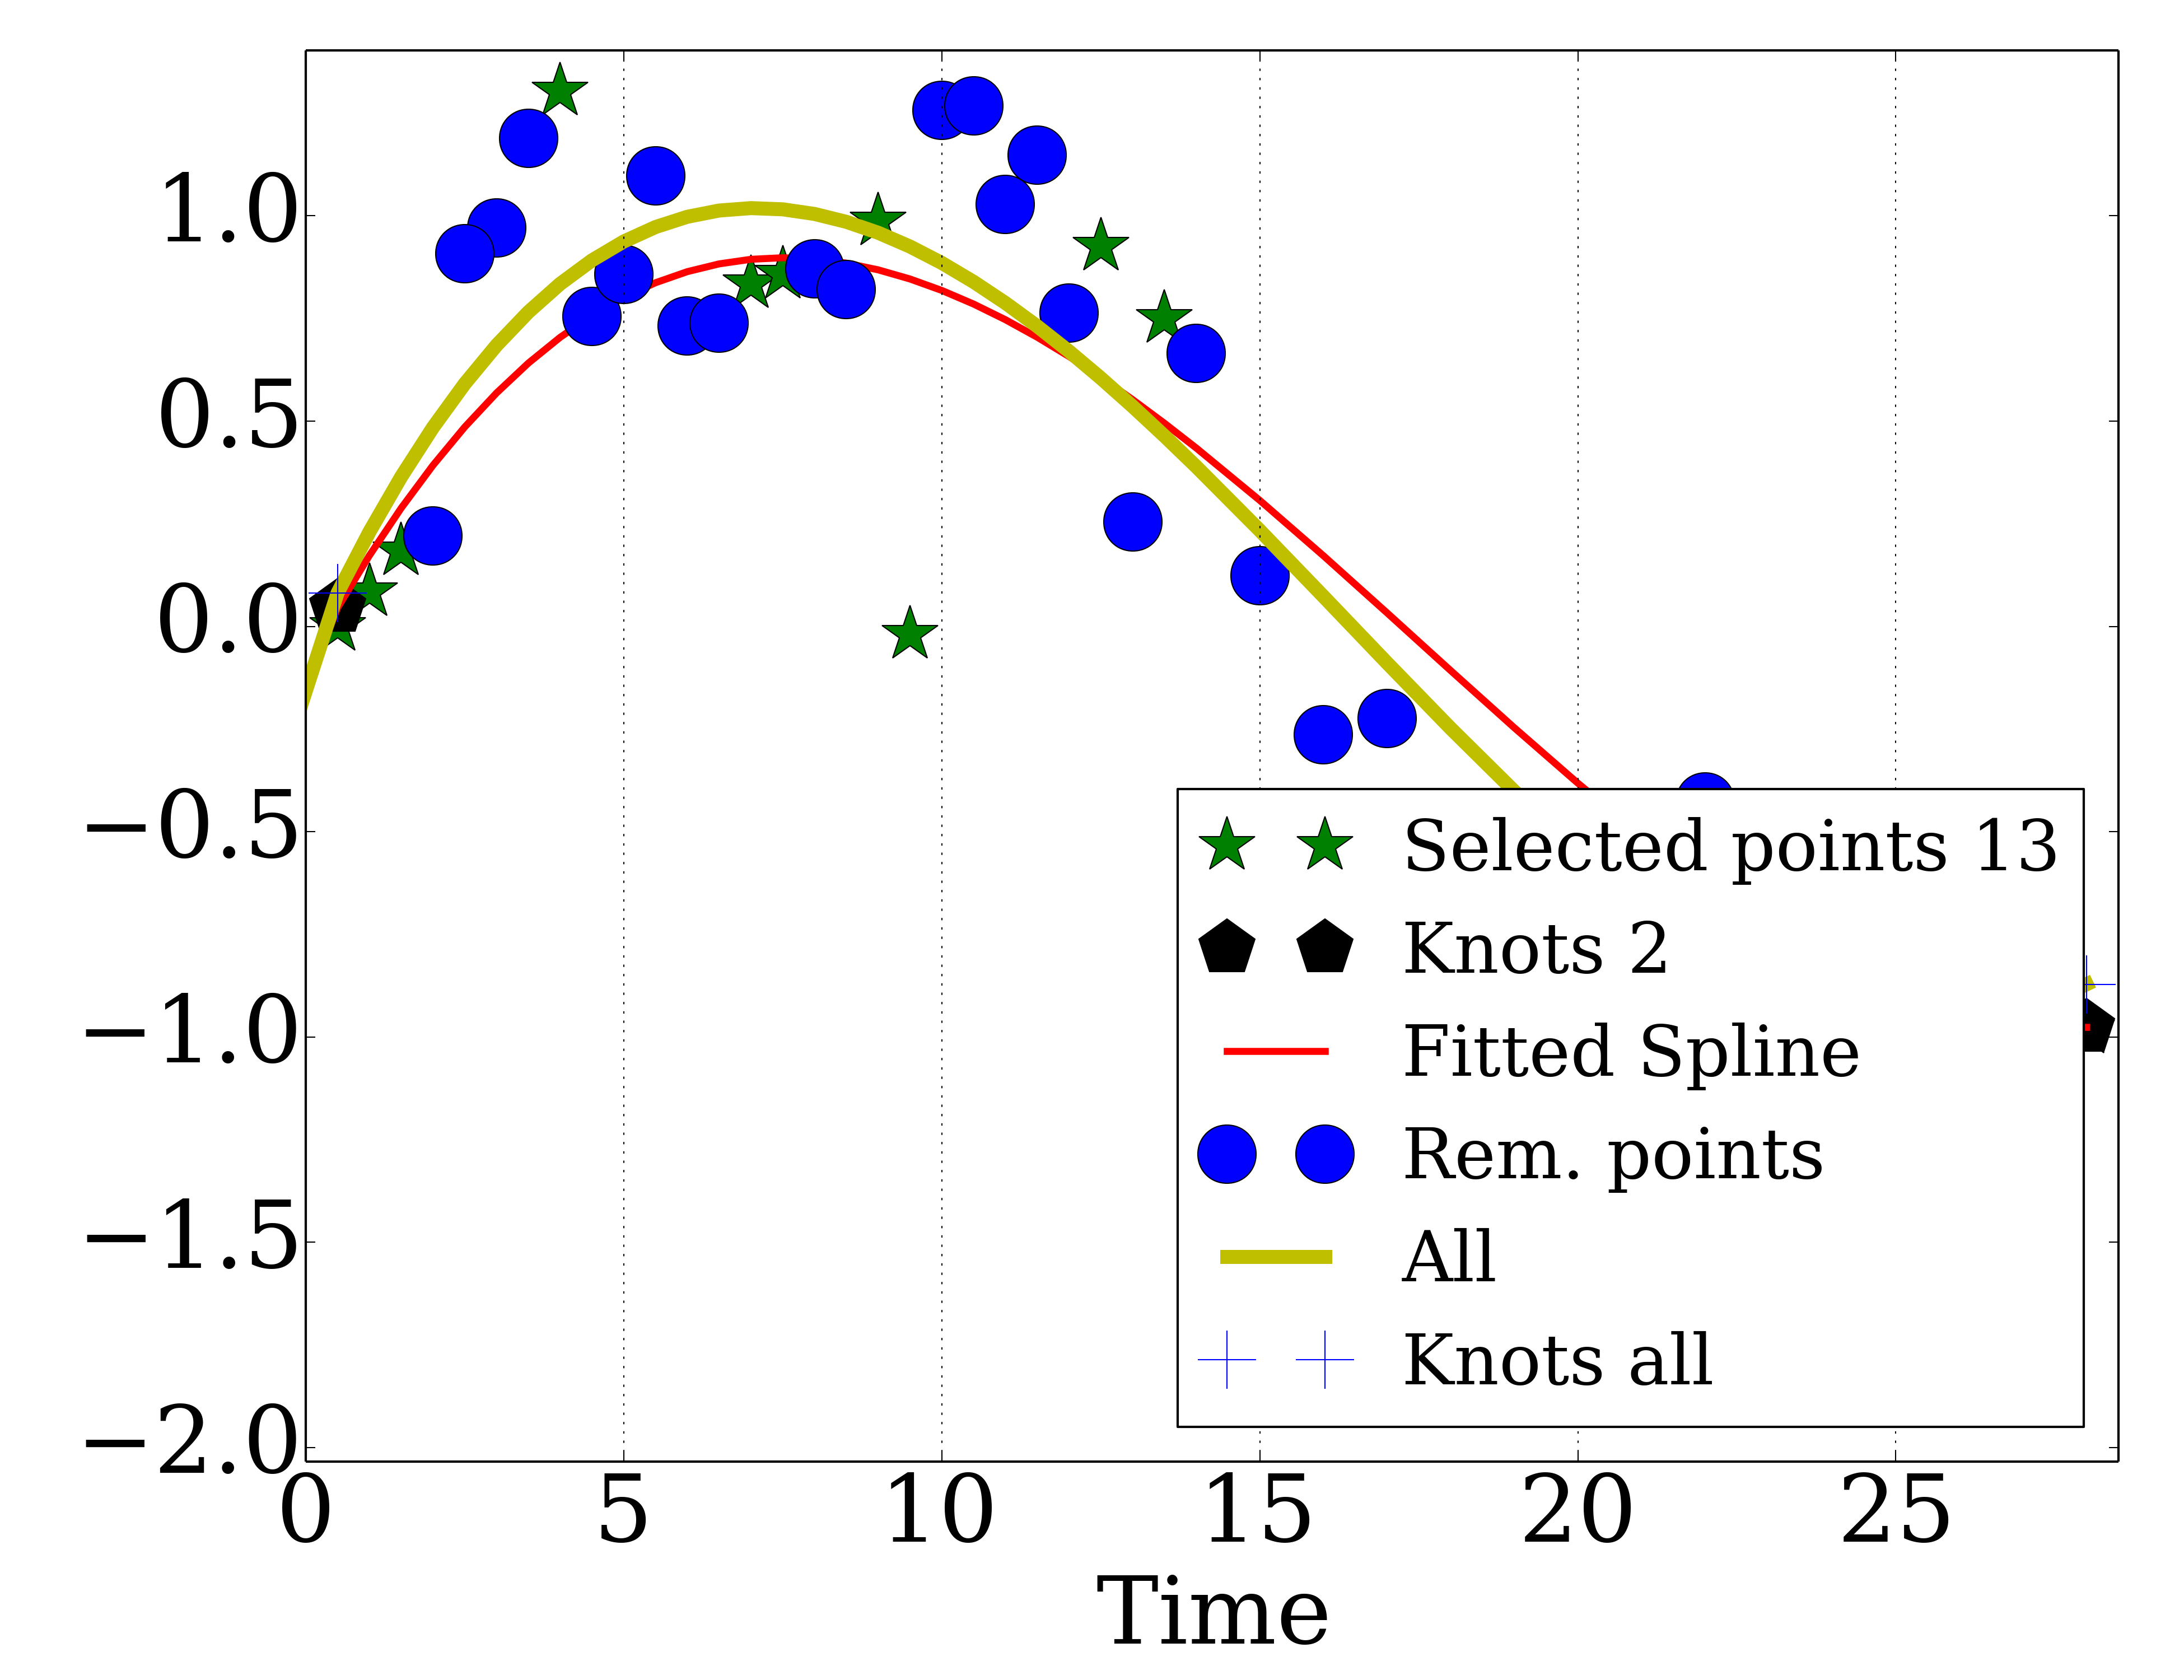 1.0
0.5
0.0
−0.5
−1.0
−1.5
−2.0
0 5 10 15 20 25
Time
Selected points 13
Knots 2
Fitted Spline
Rem. points
All
Knots all